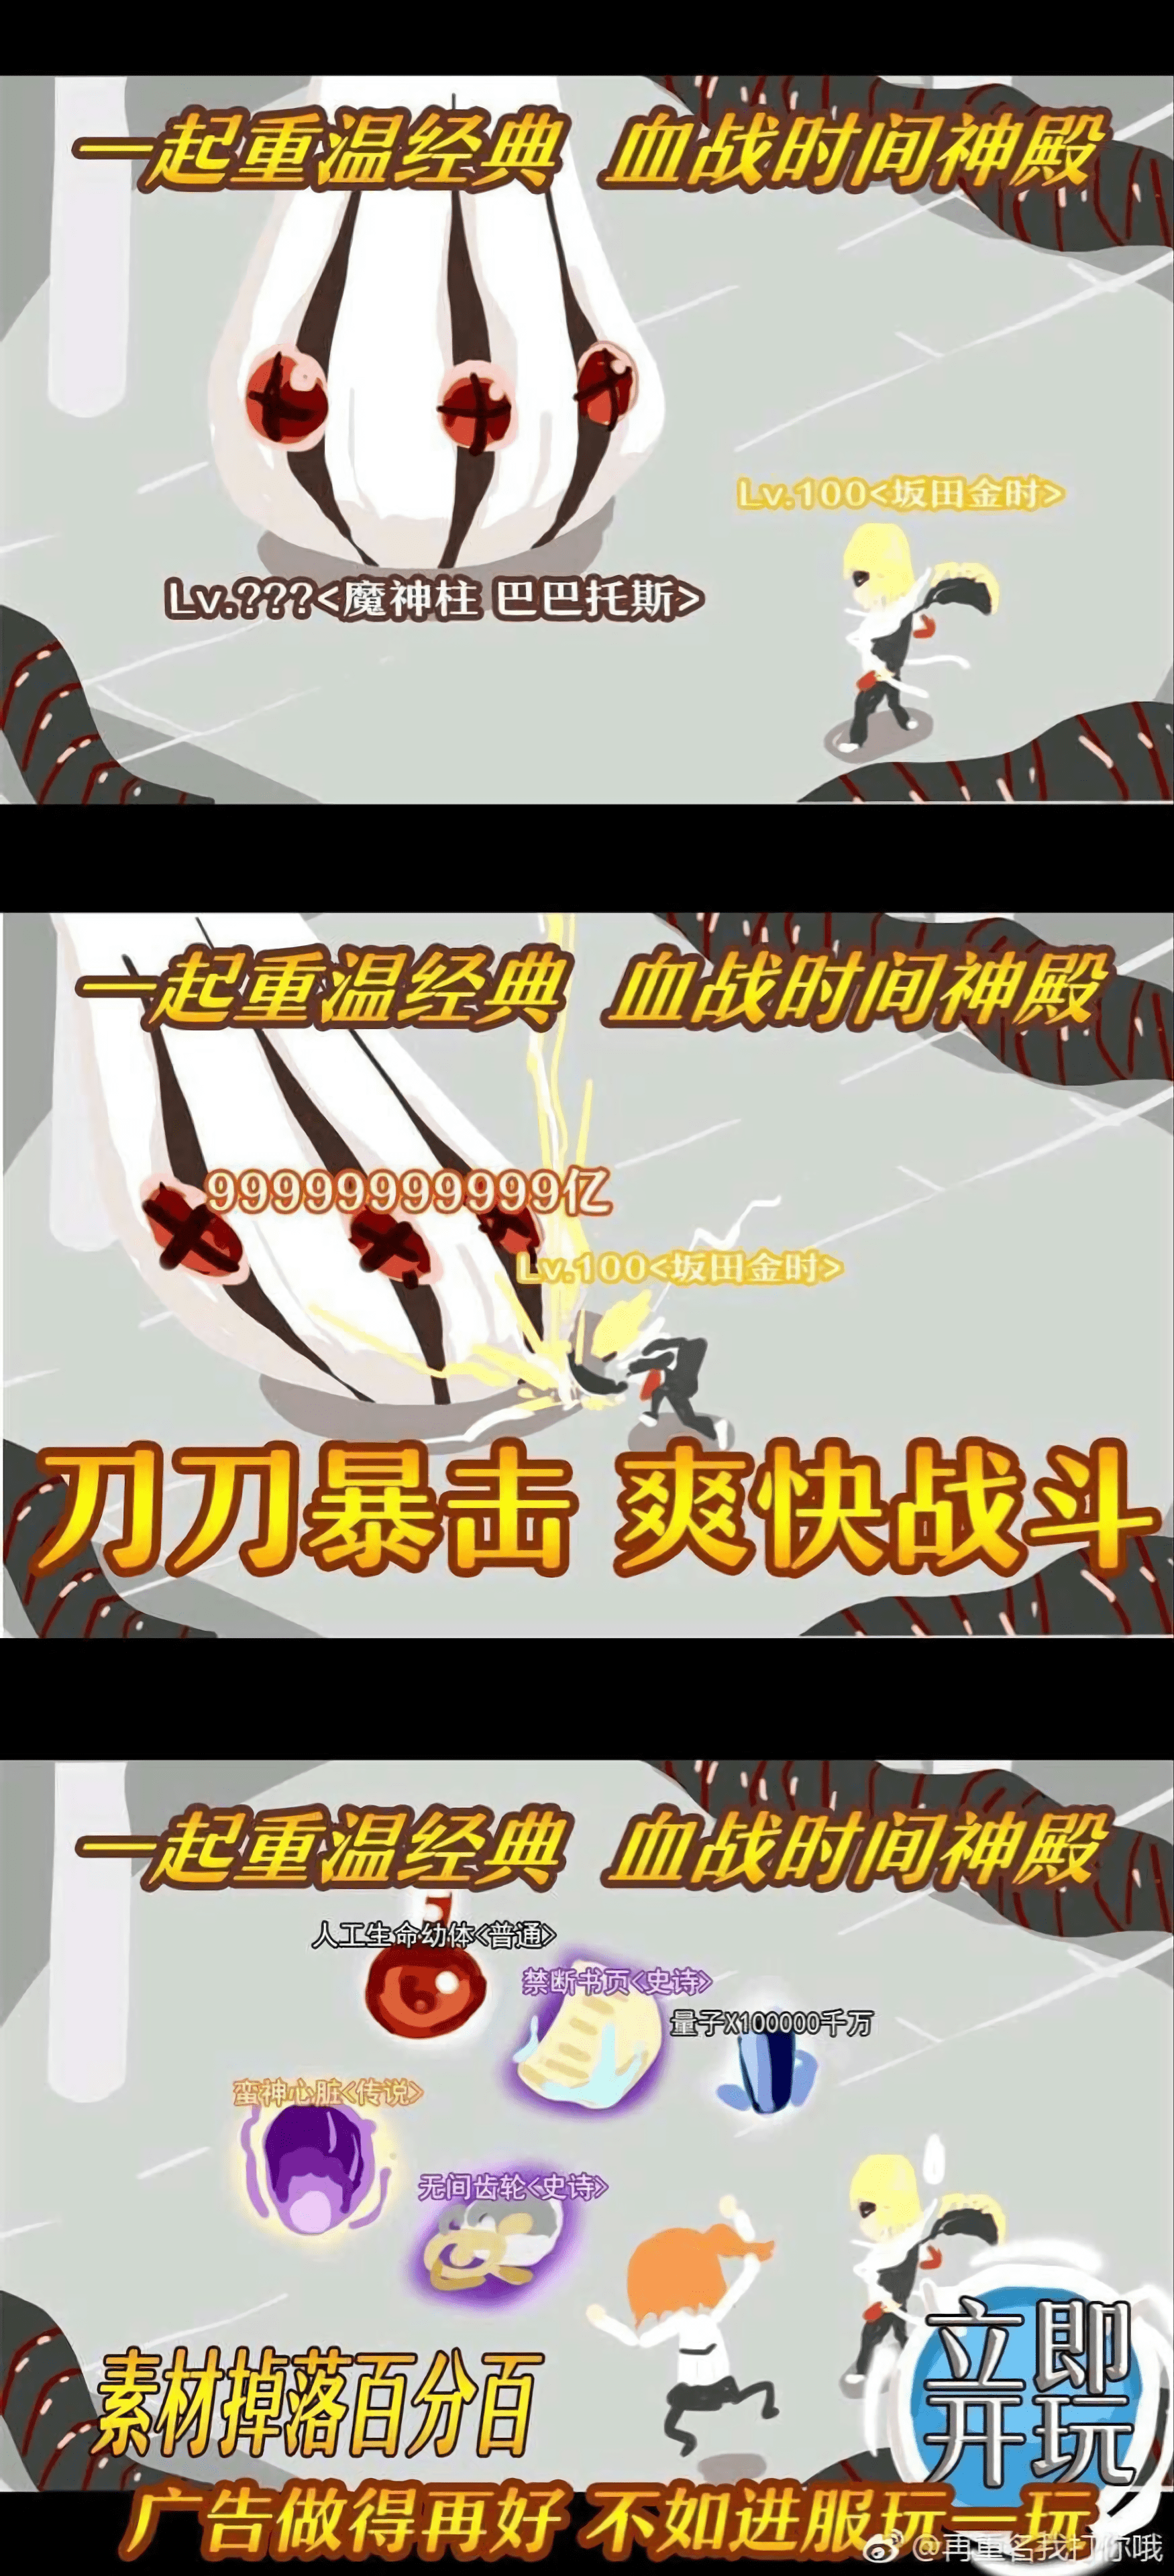 一起重温经典 血战时间神殿
Lv.100<坂田金时>
Lv.???<魔神柱 巴巴托斯>
一起重温经典 血战时间神殿
99999999999亿
Lv.100<坂田金时>
刀刀暴击 爽快战斗
一起重温经典 血战时间神殿
人工生命幼体<普通>
禁断书页<史诗>
量子X100000千万
蛮神心脏<传说>
无间齿轮<史诗>
立即
开玩
素材掉落百分百
广告做得再好 不如进服玩一玩
@再重名我打你哦